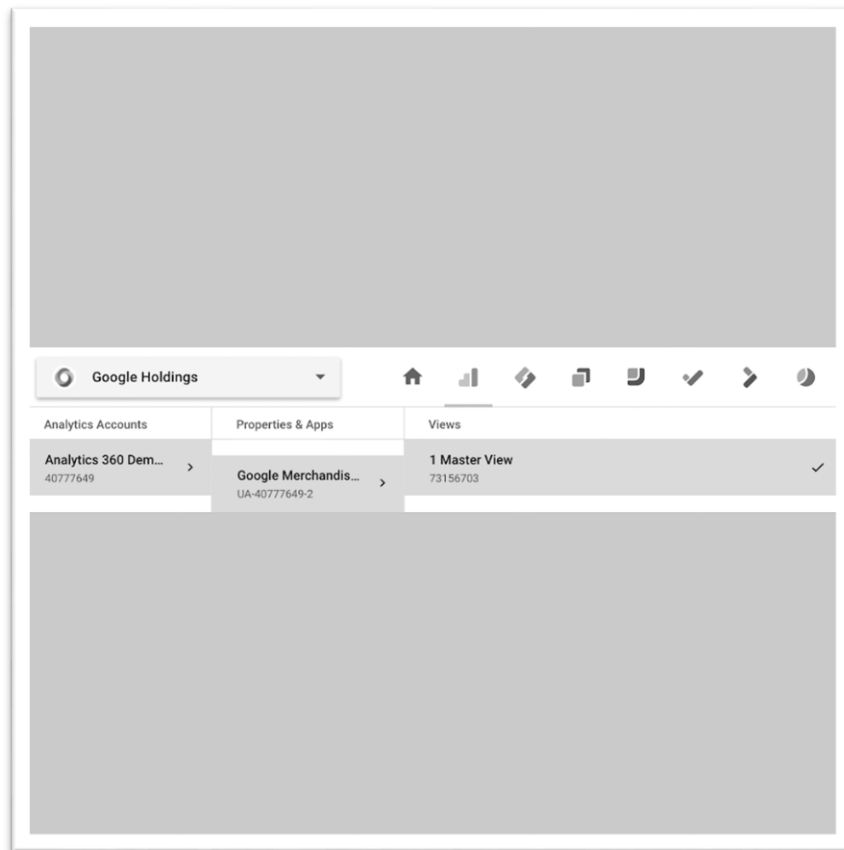 Google Holdings
Analytics Accounts
Properties & Apps
Views
Analytics 360 Dem...
40777649
Google Merchandis...
UA-40777649-2
1 Master View
73156703